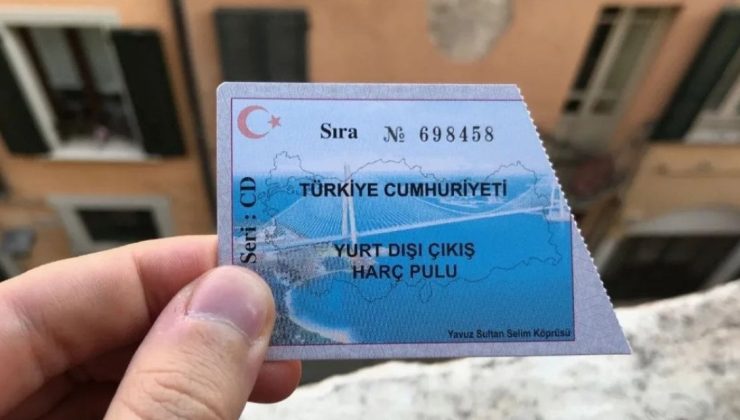 Sıra № 698458
Seri : CD
TÜRKİYE CUMHURİYETİ
YURT DIŞI ÇIKIŞ
HARÇ PULU
Yavuz Sultan Selim Köprüsü